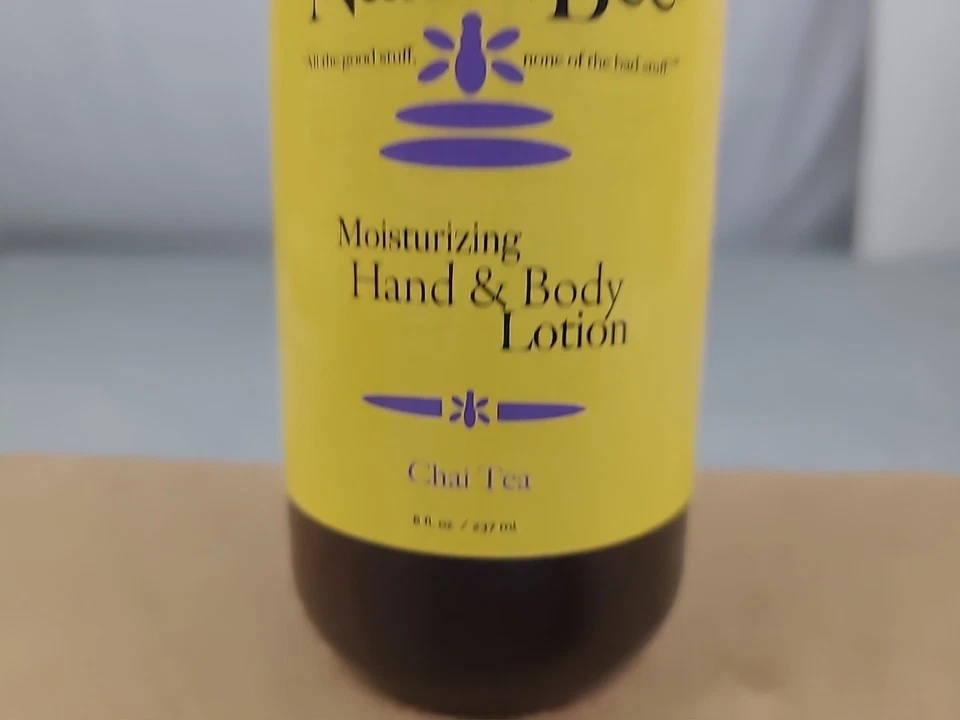 All the good stuff, none of the bad stuff
Moisturizing
Hand & Body
Lotion
Chai Tea
8 fl. oz. / 237 ml